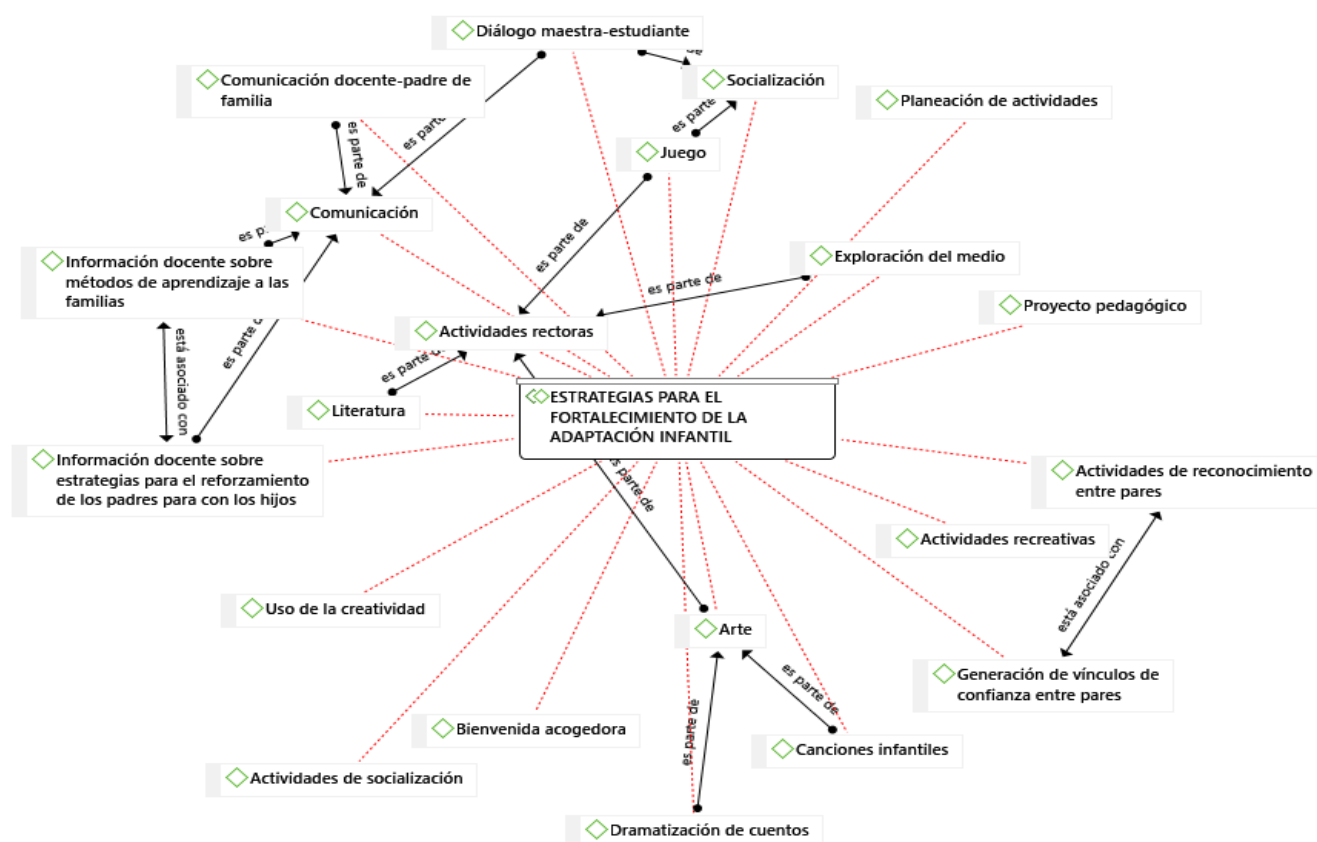 Diálogo maestra-estudiante
Comunicación docente-padre de
familia
Socialización
Planeación de actividades
es parte
es parte
es parte de
Juego
Comunicación
es parte de
Exploración del medio
es parte de
Información docente sobre
métodos de aprendizaje a las
familias
Proyecto pedagógico
Actividades rectoras
está asociado con
es parte
es parte de
Literatura
ESTRATEGIAS PARA EL
FORTALECIMIENTO DE LA
ADAPTACIÓN INFANTIL
Información docente sobre
estrategias para el reforzamiento
de los padres para con los hijos
es parte de
Actividades de reconocimiento
entre pares
Actividades recreativas
está asociado con
Uso de la creatividad
Arte
es parte de
Generación de vínculos de
confianza entre pares
es parte de
Bienvenida acogedora
Canciones infantiles
Actividades de socialización
Dramatización de cuentos